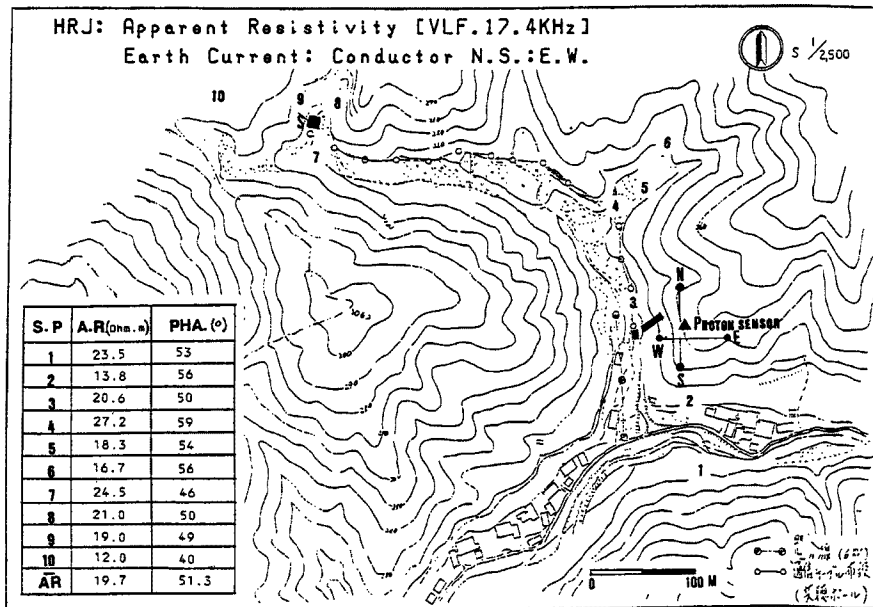 HRJ: Apparent Resistivity [VLF.17.4KHz]
Earth Current: Conductor N.S.:E.W.
S 1/2,500
10
9
8
7
6
5
4
3
N
PROTON SENSOR
W
E
S
2
1
S.P A.R(Ohm.m) PHA.(°)
1 23.5 53
2 13.8 56
3 20.6 50
4 27.2 59
5 18.3 54
6 16.7 56
7 24.5 46
8 21.0 50
9 19.0 49
10 12.0 40
AR 19.7 51.3
0 100 M